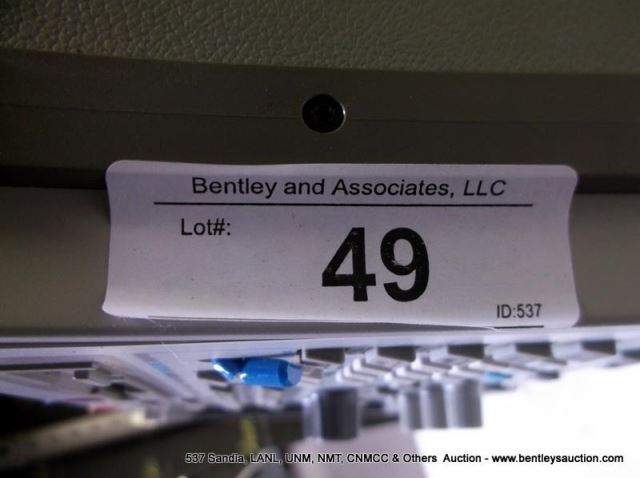 Bentley and Associates, LLC
Lot#:
49
ID:537
537 Sandia, LANL, UNM, NMT, CNMCC & Others Auction - www.bentleysauction.com